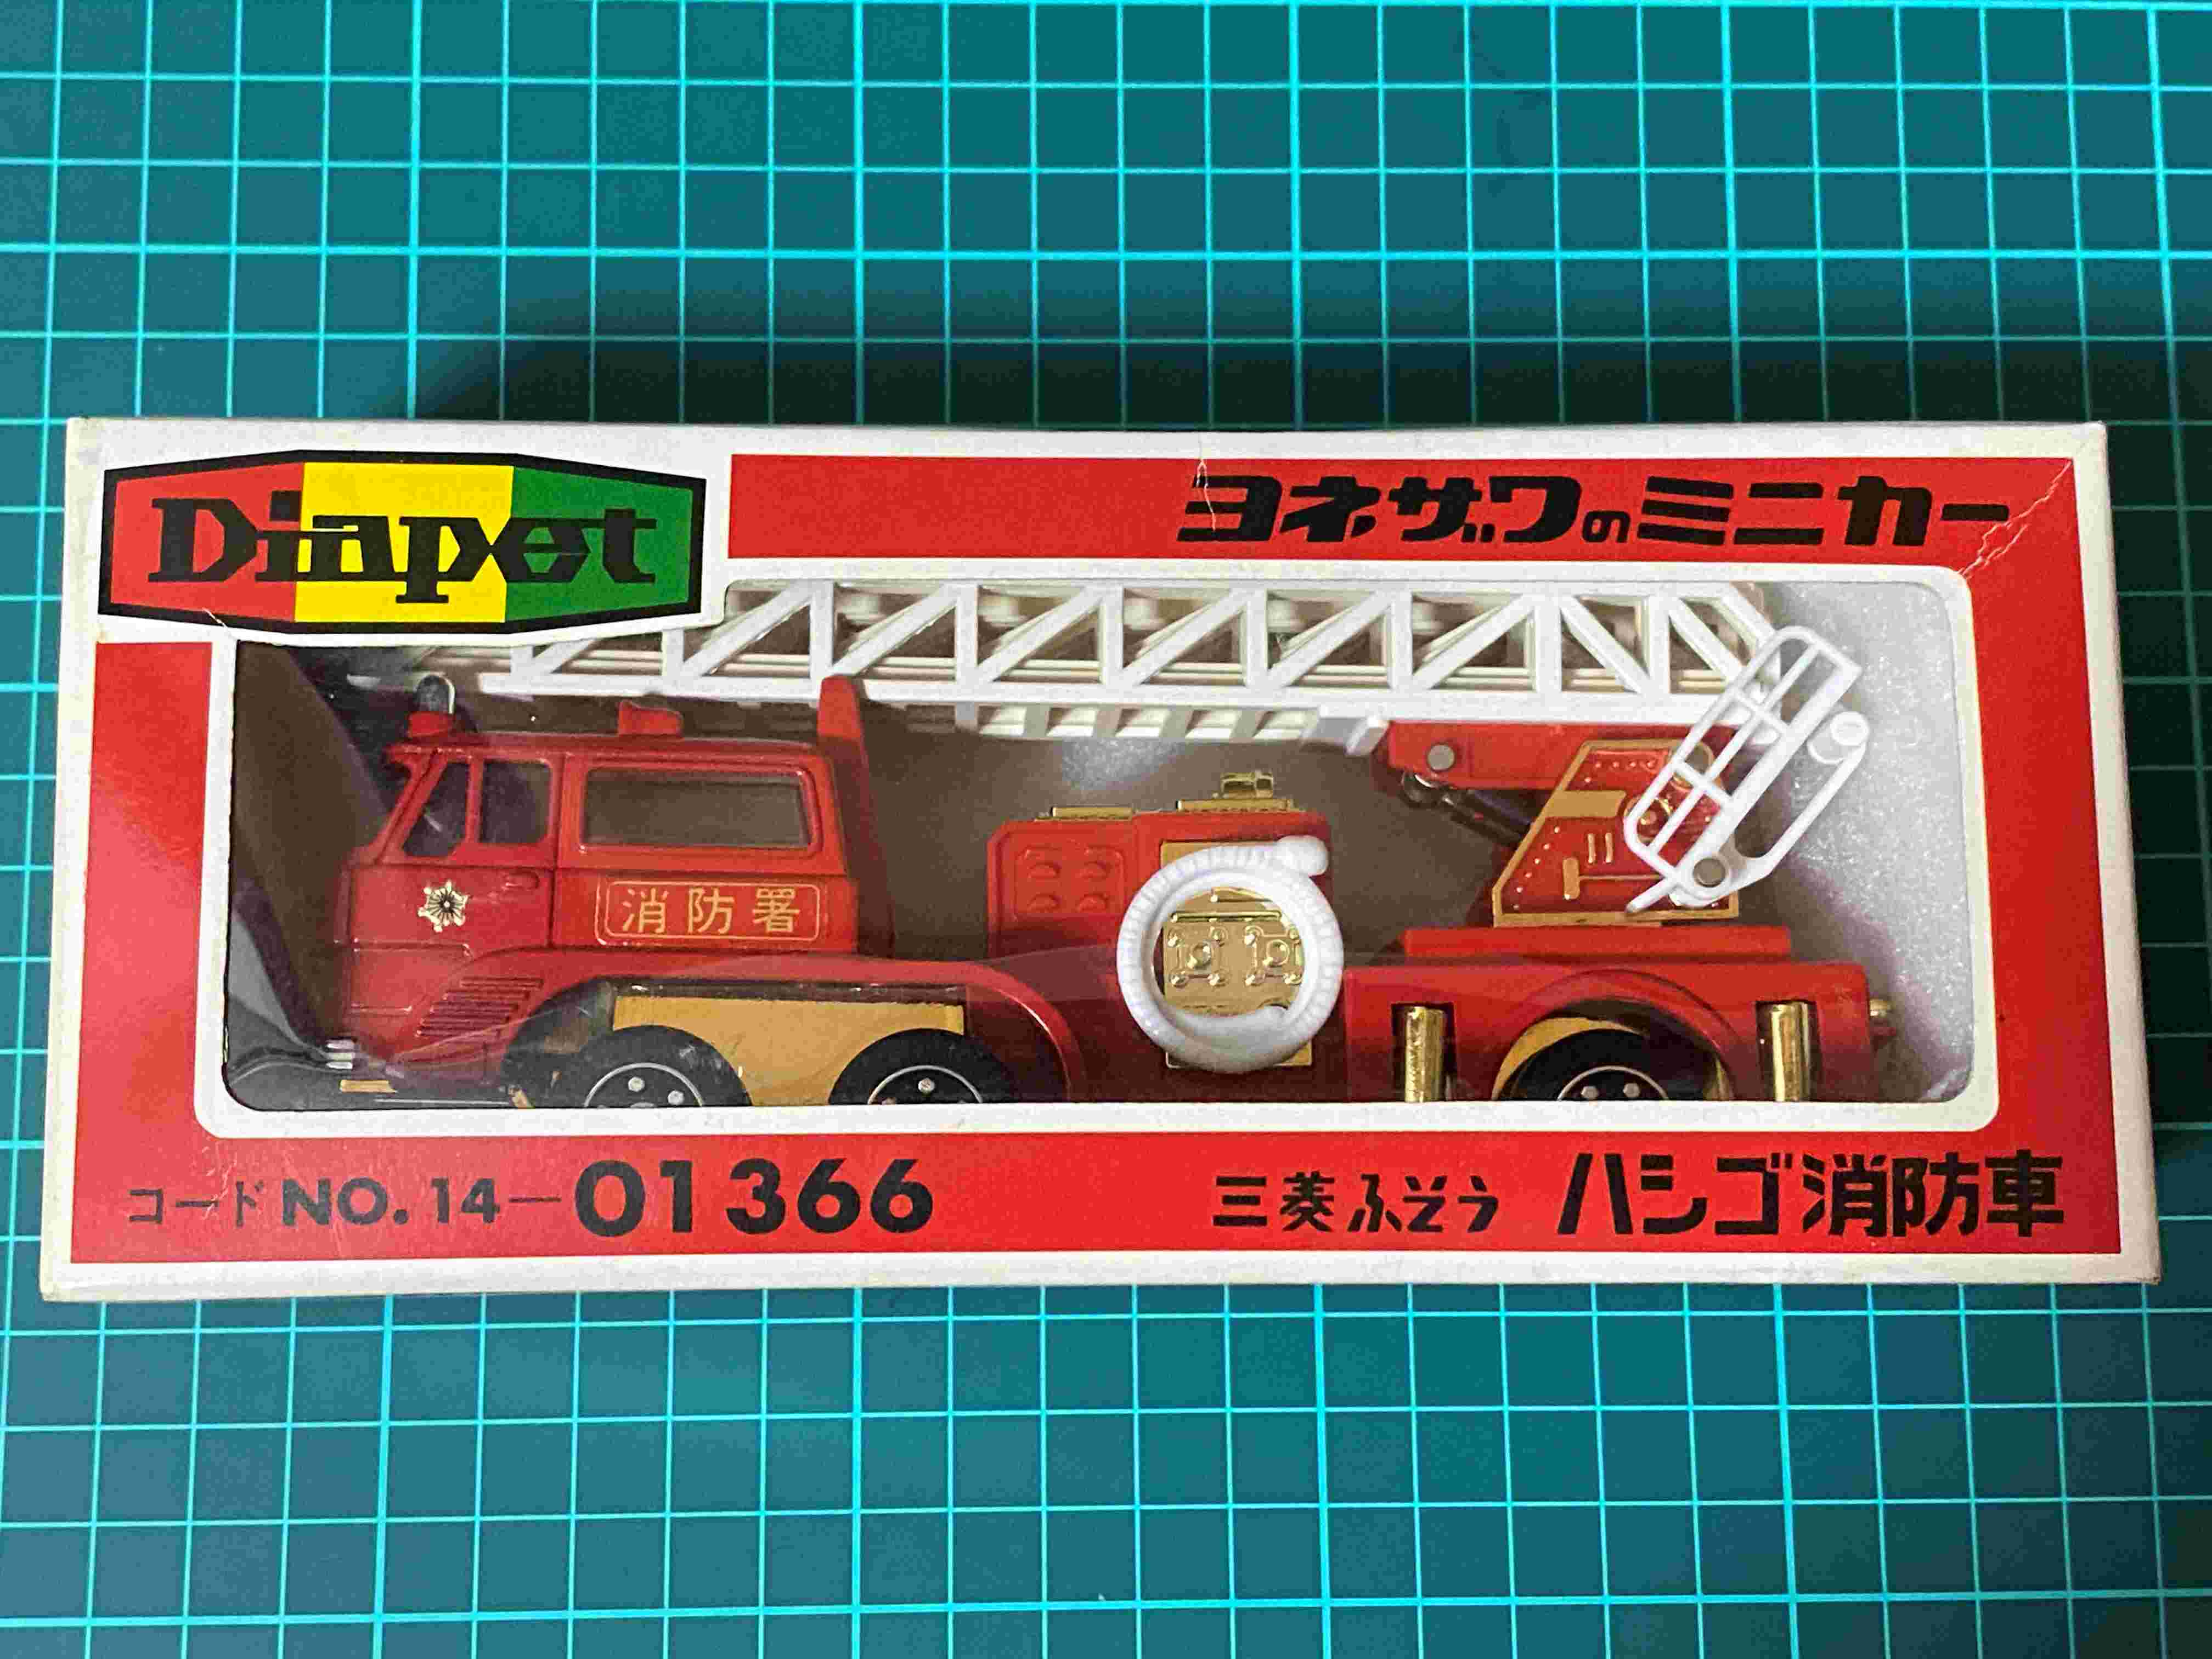 Diapet
ヨネザワのミニカー
消防署
コードNO.14-01366
三菱ふそう ハシゴ消防車